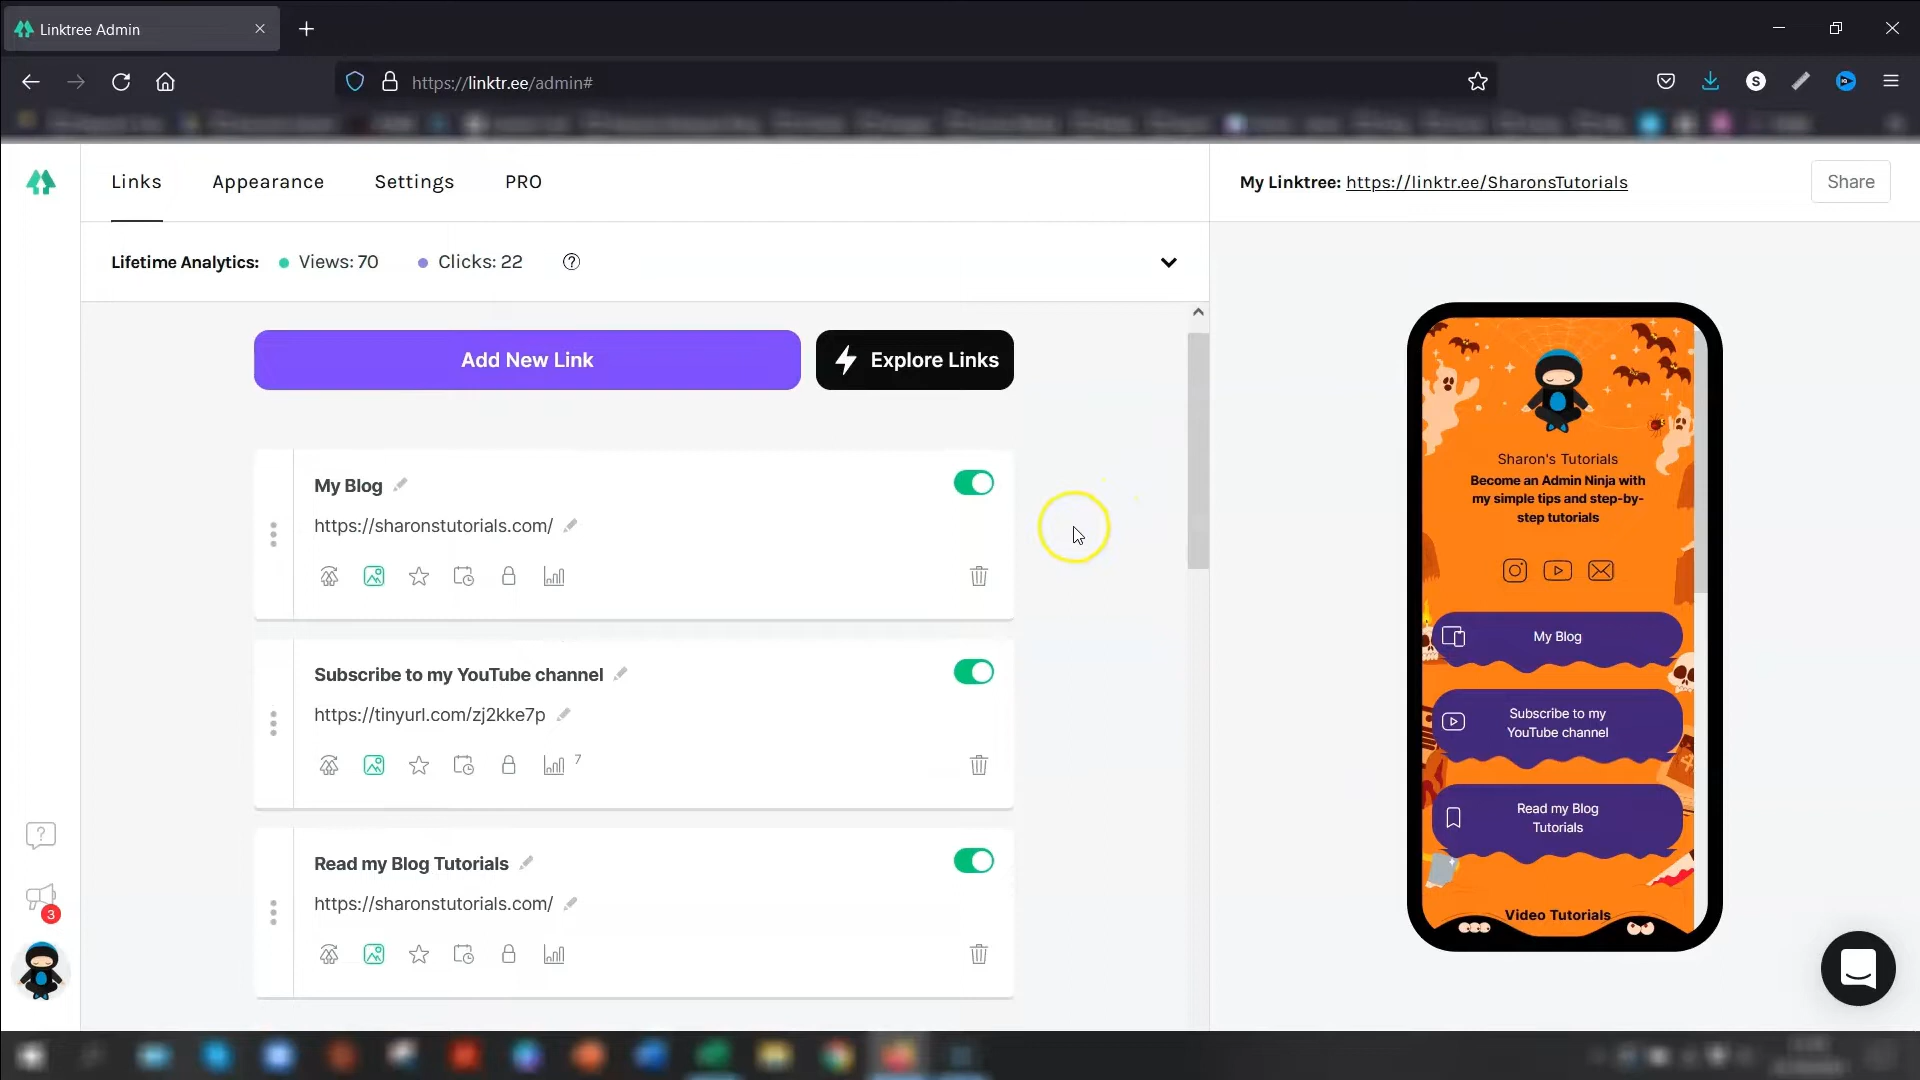 Linktree Admin
https://linktr.ee/admin#
S
Links
Appearance
Settings
PRO
My Linktree: https://linktr.ee/SharonsTutorials
Share
Lifetime Analytics:
Views: 70
Clicks: 22
?
Add New Link
Explore Links
My Blog
https://sharonstutorials.com/
Subscribe to my YouTube channel
https://tinyurl.com/zj2kke7p
7
Read my Blog Tutorials
https://sharonstutorials.com/
?
3
Sharon's Tutorials
Become an Admin Ninja with
my simple tips and step-by-
step tutorials
My Blog
Subscribe to my
YouTube channel
Read my Blog
Tutorials
Video Tutorials